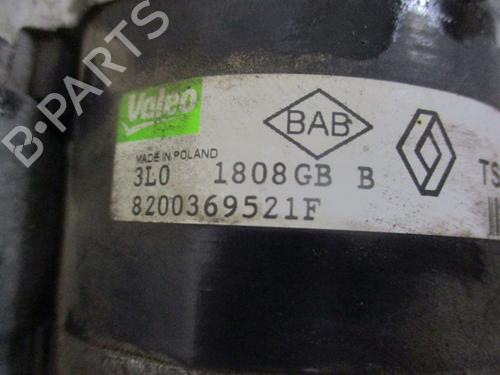 B-PARTS
Valeo
BAB
MADE IN POLAND
TS
3L0 1808GB B
8200369521F